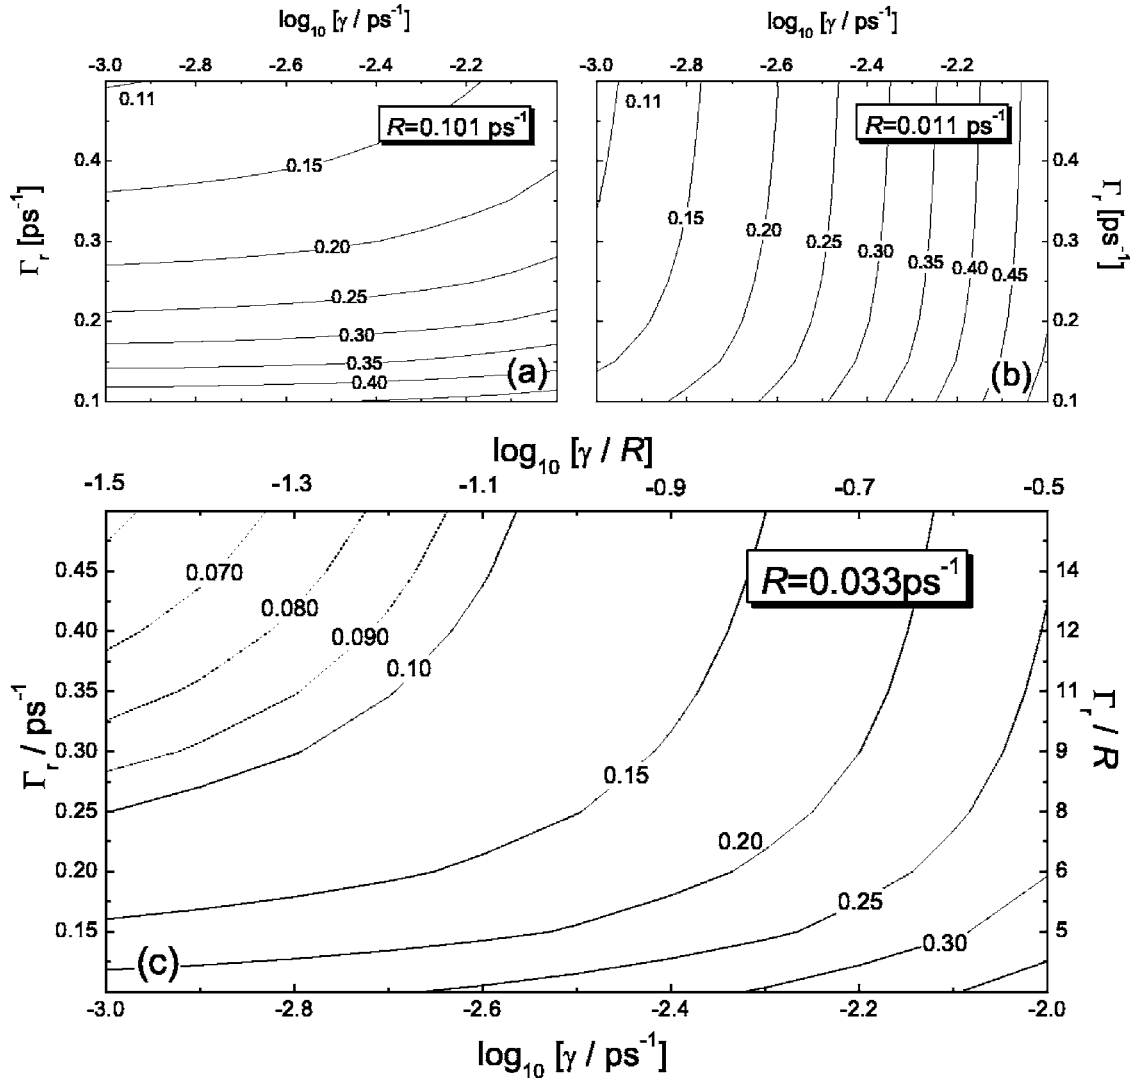 log₁₀ [γ / ps⁻¹]
-3.0 -2.8 -2.6 -2.4 -2.2
0.11
R=0.101 ps⁻¹
0.4
0.15
Γᵣ [ps⁻¹]
0.3
0.20
0.25
0.2
0.30
0.35
(a)
0.40
0.1
log₁₀ [γ / ps⁻¹]
-3.0 -2.8 -2.6 -2.4 -2.2
0.11
R=0.011 ps⁻¹
0.4
0.15
0.20
0.25
0.30
0.35
0.40
0.45
0.3
Γᵣ [ps⁻¹]
0.2
(b)
0.1
log₁₀ [γ / R]
-1.5 -1.3 -1.1 -0.9 -0.7 -0.5
R=0.033ps⁻¹
0.45 0.070 14
0.080
0.40 0.090 12
0.10
0.35 11
Γᵣ / ps⁻¹
Γᵣ / R
0.30 9
0.15
0.25 8
0.20
0.20 6
0.25
0.15 0.30 5
(c)
-3.0 -2.8 -2.6 -2.4 -2.2 -2.0
log₁₀ [γ / ps⁻¹]